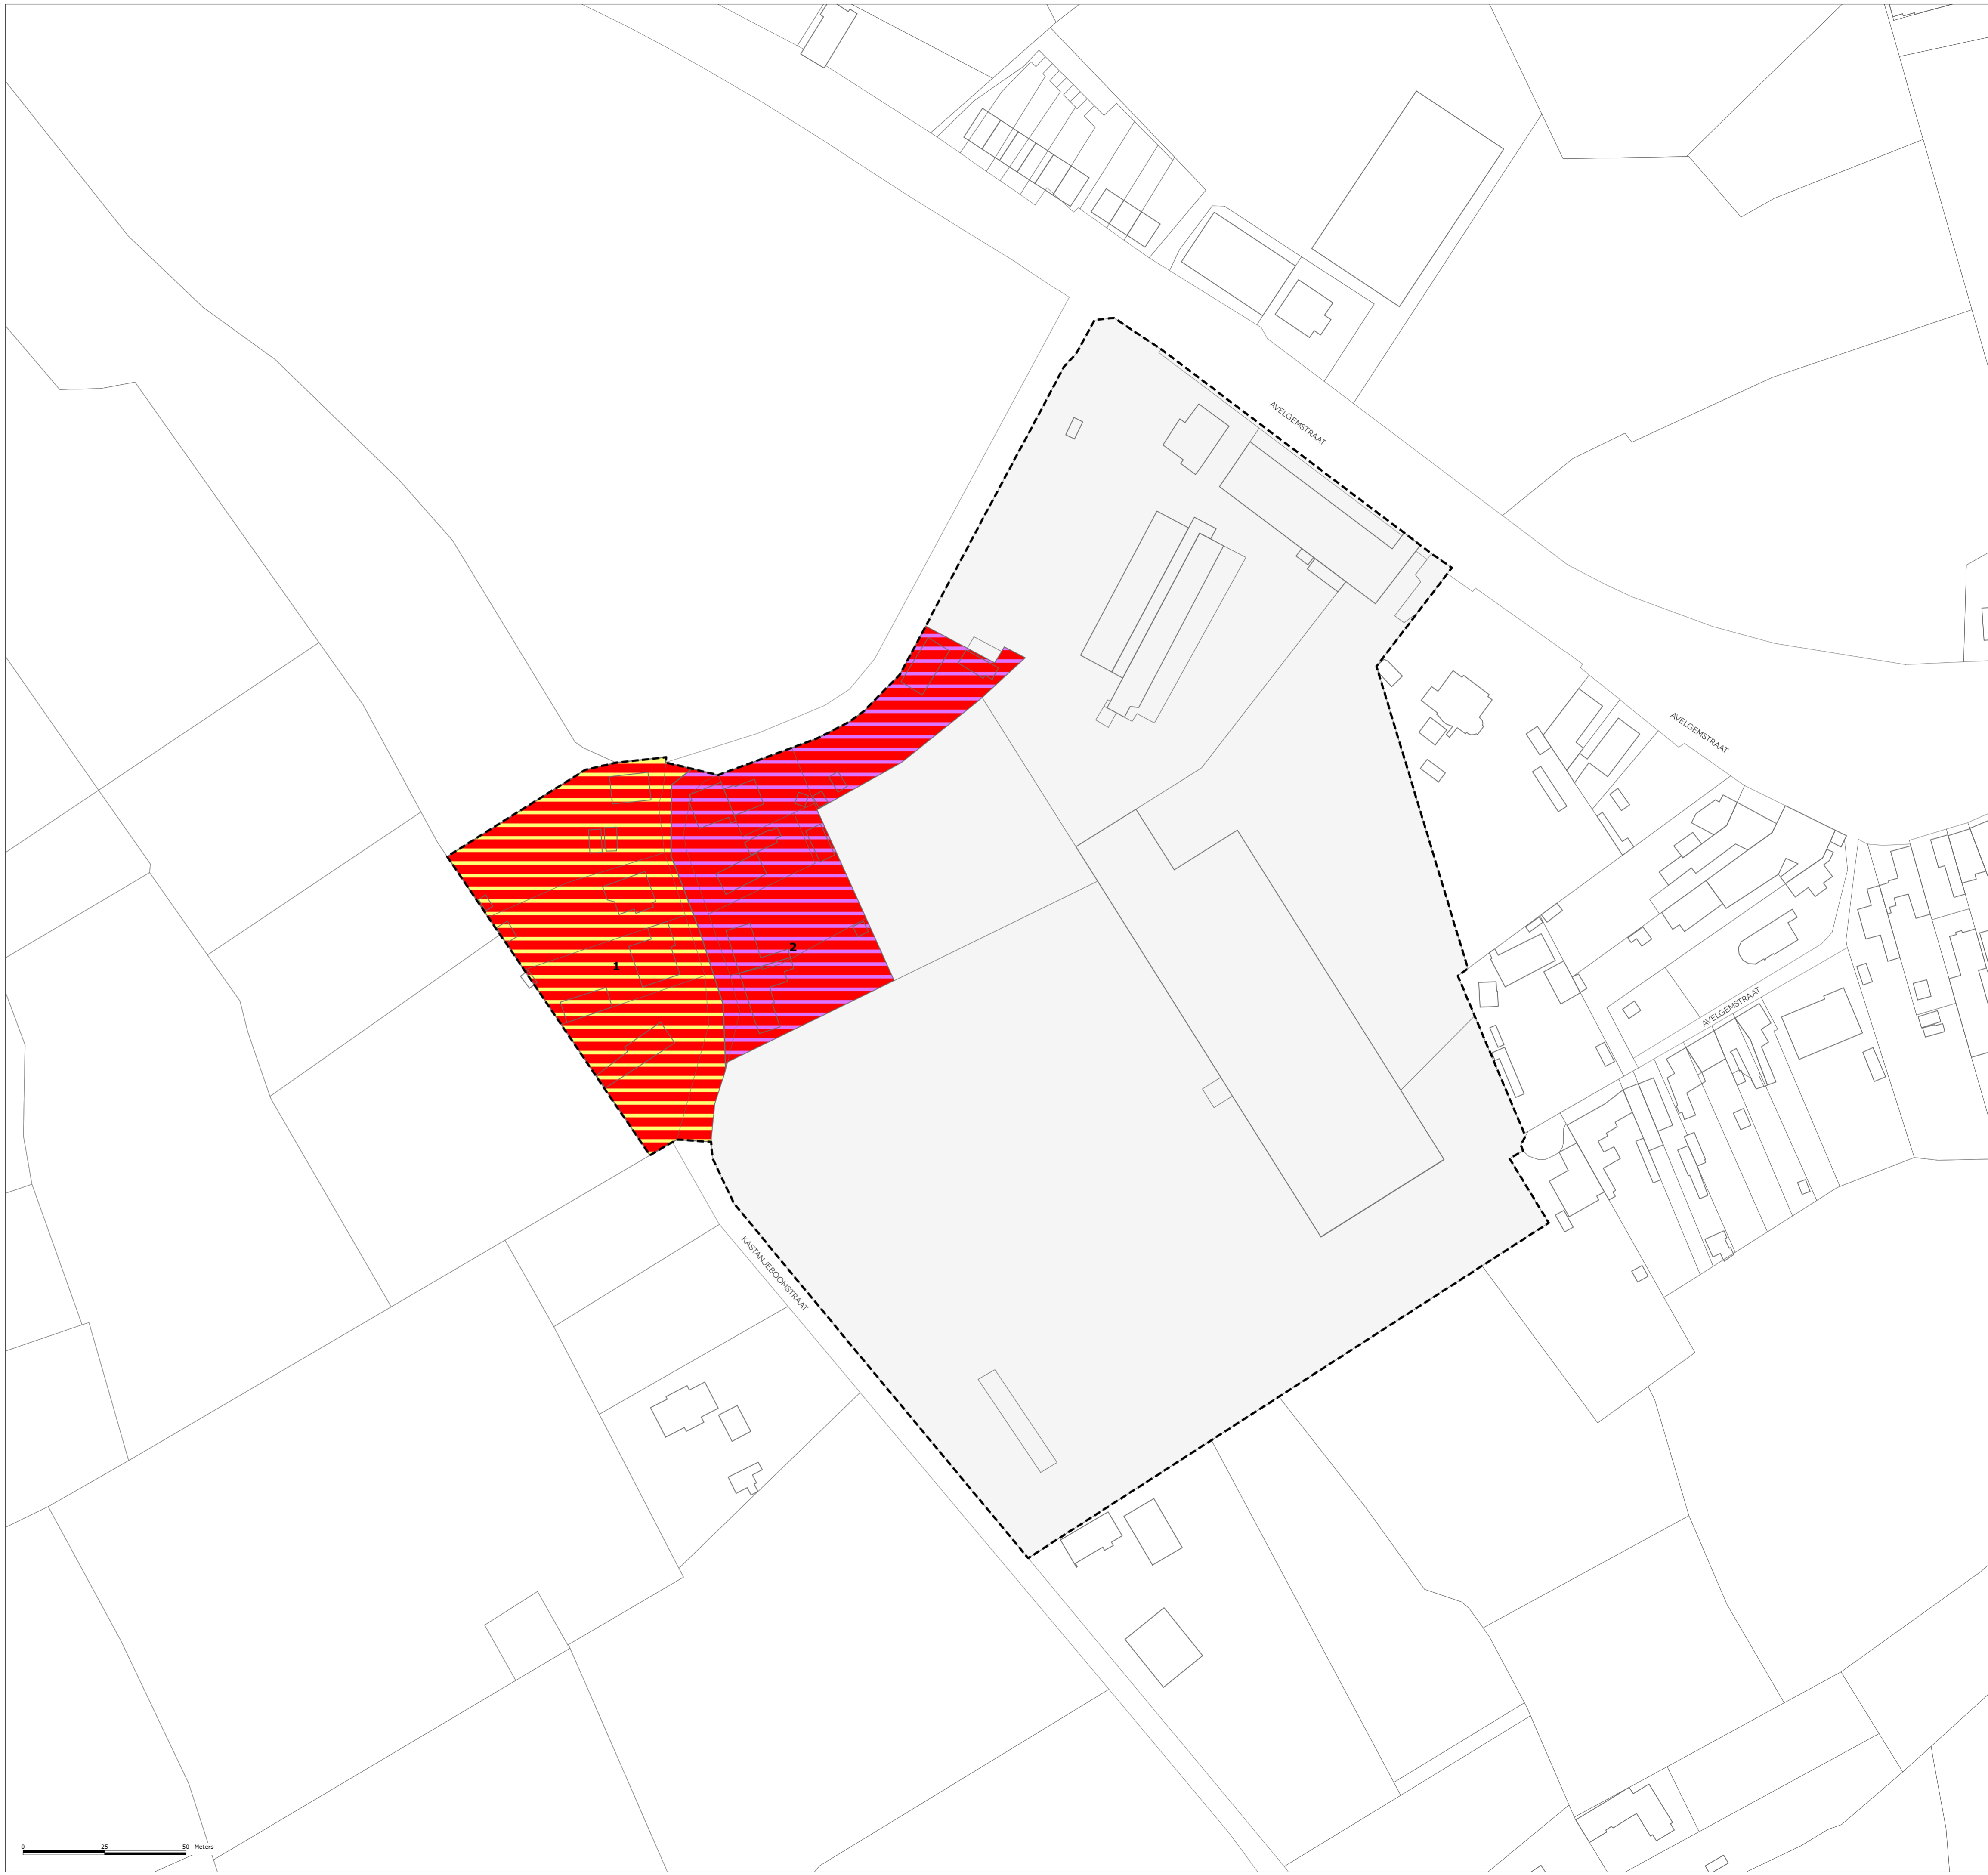 AVELGEMSTRAAT
AVELGEMSTRAAT
2
1
AVELGEMSTRAAT
KASTANJEBOOMSTRAAT
0 25 50 Meters